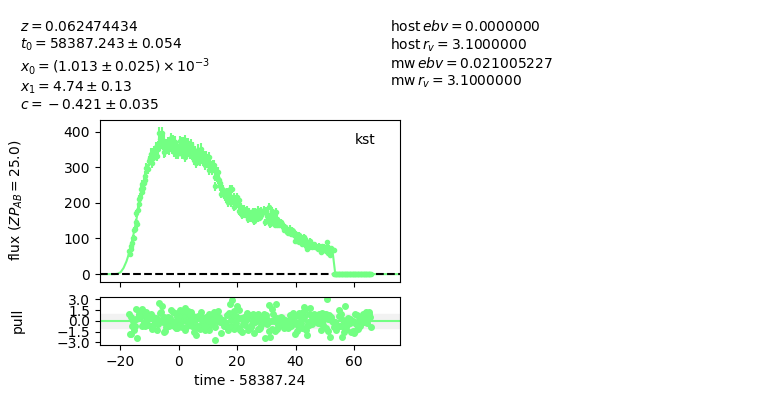 z = 0.062474434
t₀ = 58387.243 ± 0.054
x₀ = (1.013 ± 0.025) × 10⁻³
x₁ = 4.74 ± 0.13
c = −0.421 ± 0.035
host ebv = 0.0000000
host r_v = 3.1000000
mw ebv = 0.021005227
mw r_v = 3.1000000
kst
flux (ZP_AB = 25.0)
400
300
200
100
0
pull
3.0
1.5
0.0
−1.5
−3.0
−20 0 20 40 60
time - 58387.24